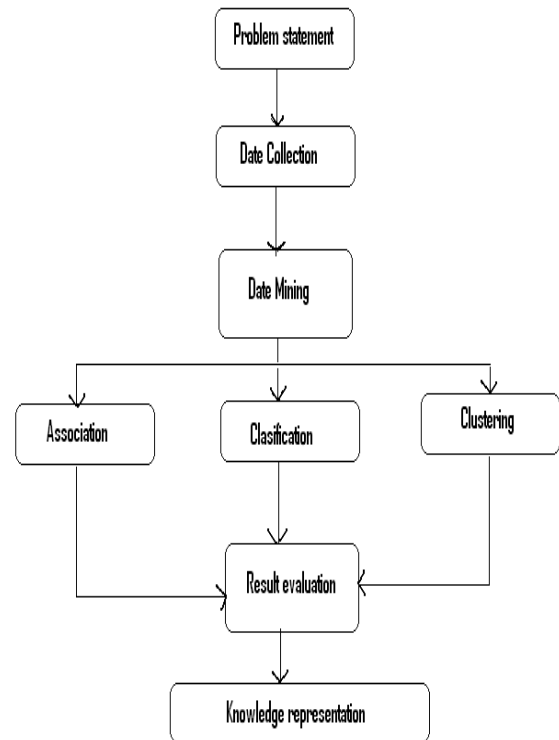 Problem statement
Date Collection
Date Mining
Association
Clasification
Clustering
Result evaluation
Knowledge representation